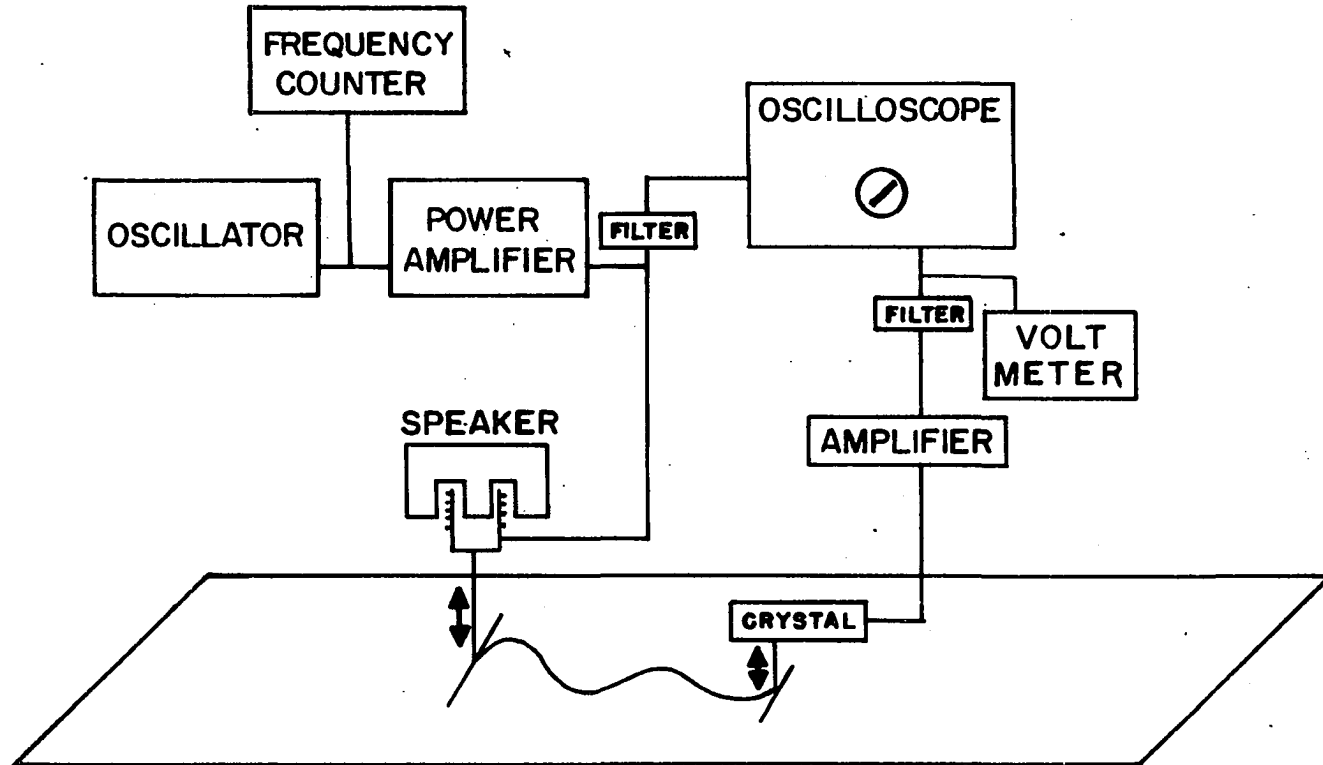 FREQUENCY
COUNTER
OSCILLOSCOPE
OSCILLATOR
POWER
AMPLIFIER
FILTER
FILTER
VOLT
METER
SPEAKER
AMPLIFIER
CRYSTAL